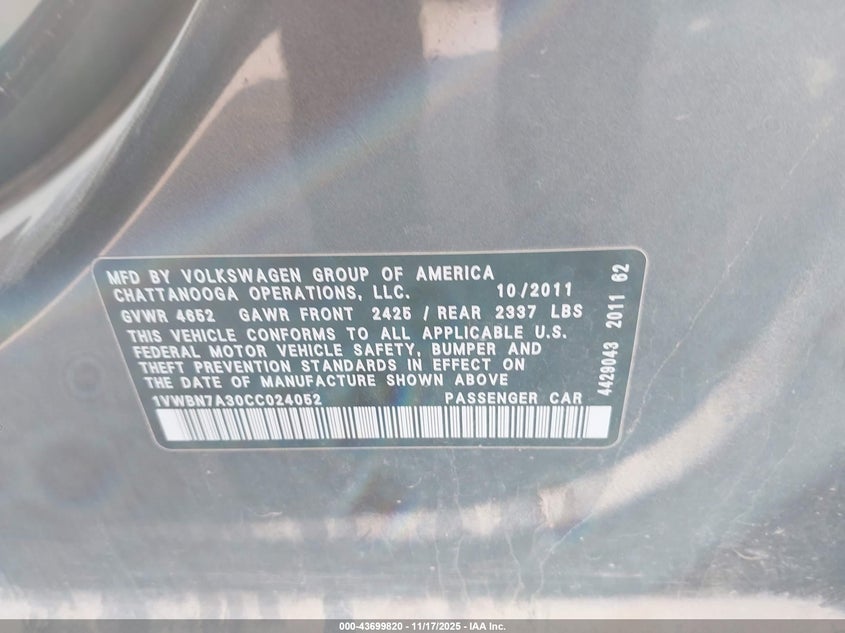 MFD BY VOLKSWAGEN GROUP OF AMERICA
CHATTANOOGA OPERATIONS, LLC. 10/2011
GVWR 4652 GAWR FRONT 2425 / REAR 2337 LBS
THIS VEHICLE CONFORMS TO ALL APPLICABLE U.S.
FEDERAL MOTOR VEHICLE SAFETY, BUMPER AND
THEFT PREVENTION STANDARDS IN EFFECT ON
THE DATE OF MANUFACTURE SHOWN ABOVE
1VWBN7A30CC024052 PASSENGER CAR
4429043 2011 62
000-43699820 - 11/17/2025 - IAA Inc.